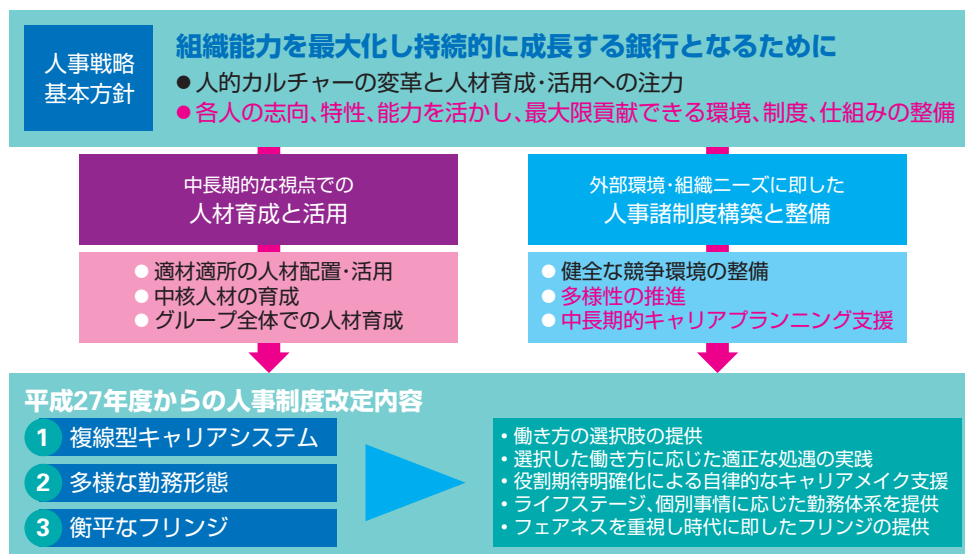 人事戦略
基本方針
組織能力を最大化し持続的に成長する銀行となるために
● 人的カルチャーの変革と人材育成・活用への注力
● 各人の志向、特性、能力を活かし、最大限貢献できる環境、制度、仕組みの整備
中長期的な視点での
人材育成と活用
● 適材適所の人材配置・活用
● 中核人材の育成
● グループ全体での人材育成
外部環境・組織ニーズに即した
人事諸制度構築と整備
● 健全な競争環境の整備
● 多様性の推進
● 中長期的キャリアプランニング支援
平成27年度からの人事制度改定内容
1 複線型キャリアシステム
2 多様な勤務形態
3 衡平なフリンジ
・働き方の選択肢の提供
・選択した働き方に応じた適正な処遇の実践
・役割期待明確化による自律的なキャリアメイク支援
・ライフステージ、個別事情に応じた勤務体系を提供
・フェアネスを重視し時代に即したフリンジの提供